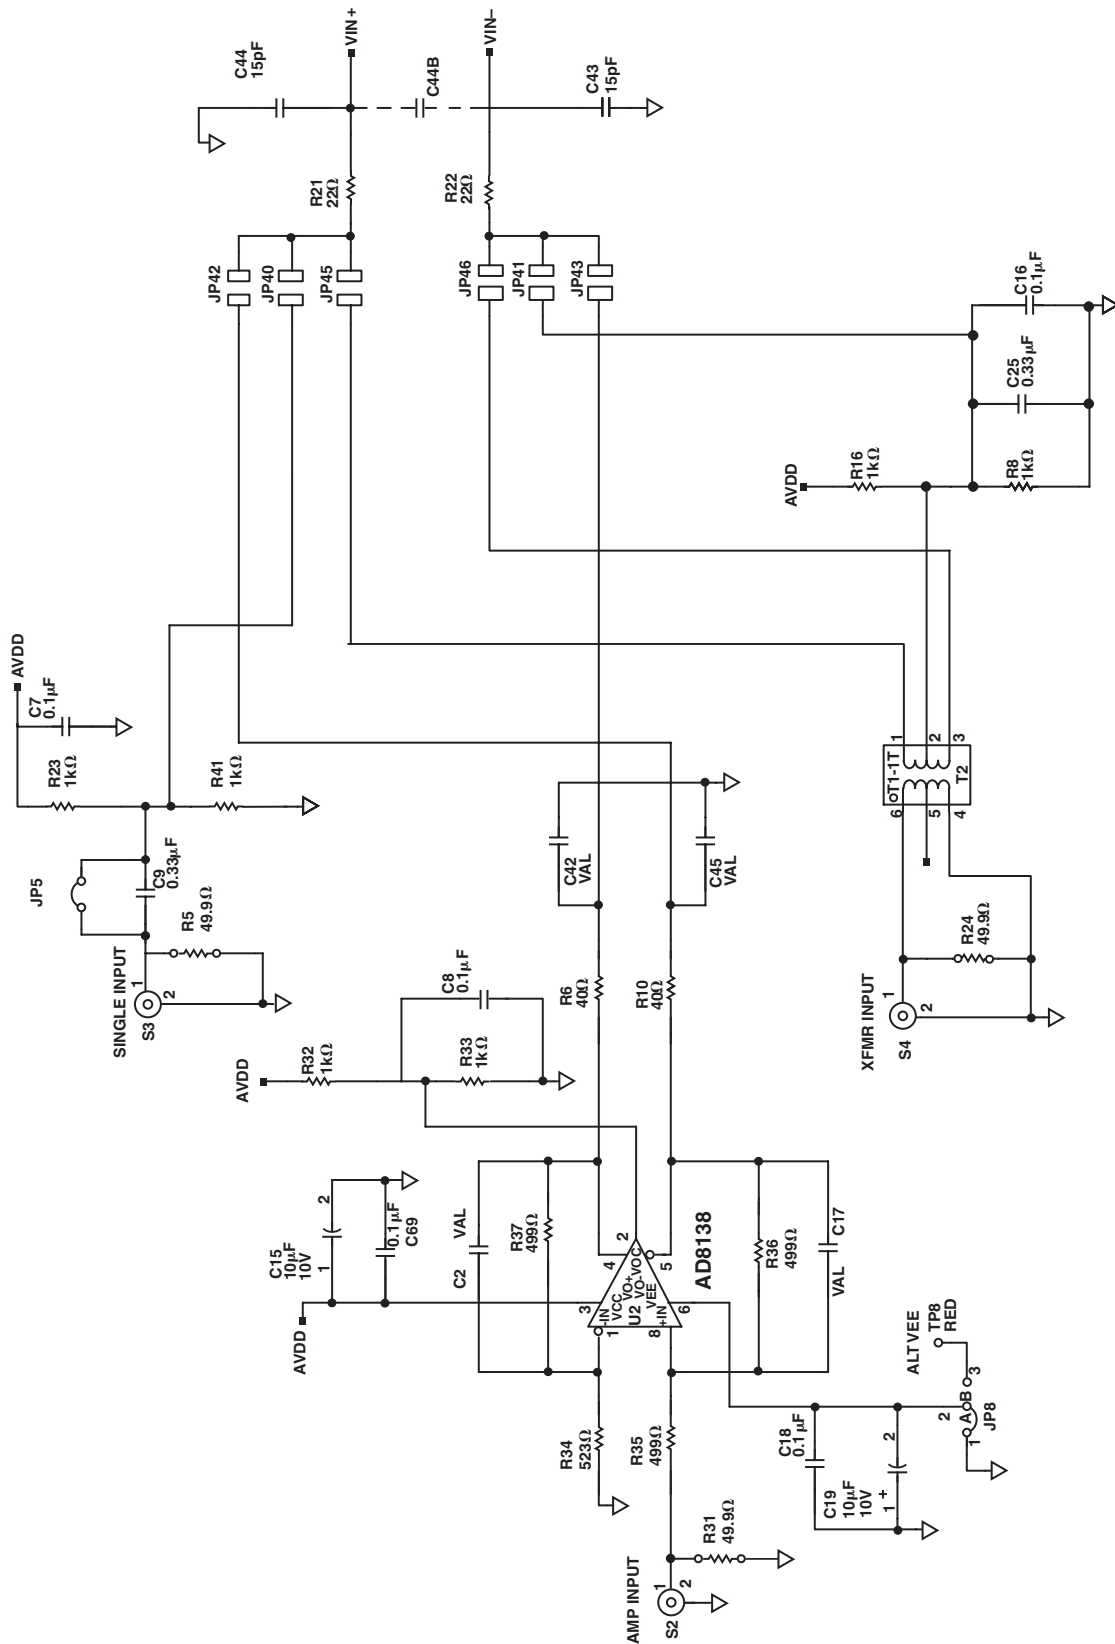 C44
15pF
VIN+
C44B
VIN–
C43
15pF
R21
22Ω
R22
22Ω
JP42
JP40
JP45
JP46
JP41
JP43
C16
0.1µF
C25
0.33µF
R8
1kΩ
R16
1kΩ
AVDD
AVDD
C7
0.1µF
R23
1kΩ
R41
1kΩ
JP5
C9
0.33µF
R5
49.9Ω
SINGLE INPUT
S3
1
2
C42
VAL
C45
VAL
R6
40Ω
R10
40Ω
C8
0.1µF
R33
1kΩ
R32
1kΩ
AVDD
T1-1T
T2
1
2
3
6
5
4
R24
49.9Ω
XFMR INPUT
S4
1
2
AVDD
C15
10µF
10V
1
2
0.1µF
C69
C2
VAL
R37
499Ω
R36
499Ω
C17
VAL
AD8138
U2
-IN
VCC
VO+
VOC
VO-
VEE
+IN
1
3
4
2
5
6
8
R34
523Ω
R35
499Ω
R31
49.9Ω
AMP INPUT
S2
1
2
C18
0.1µF
C19
10µF
10V
1
+
2
ALT VEE
TP8
RED
JP8
A
B
1
2
3